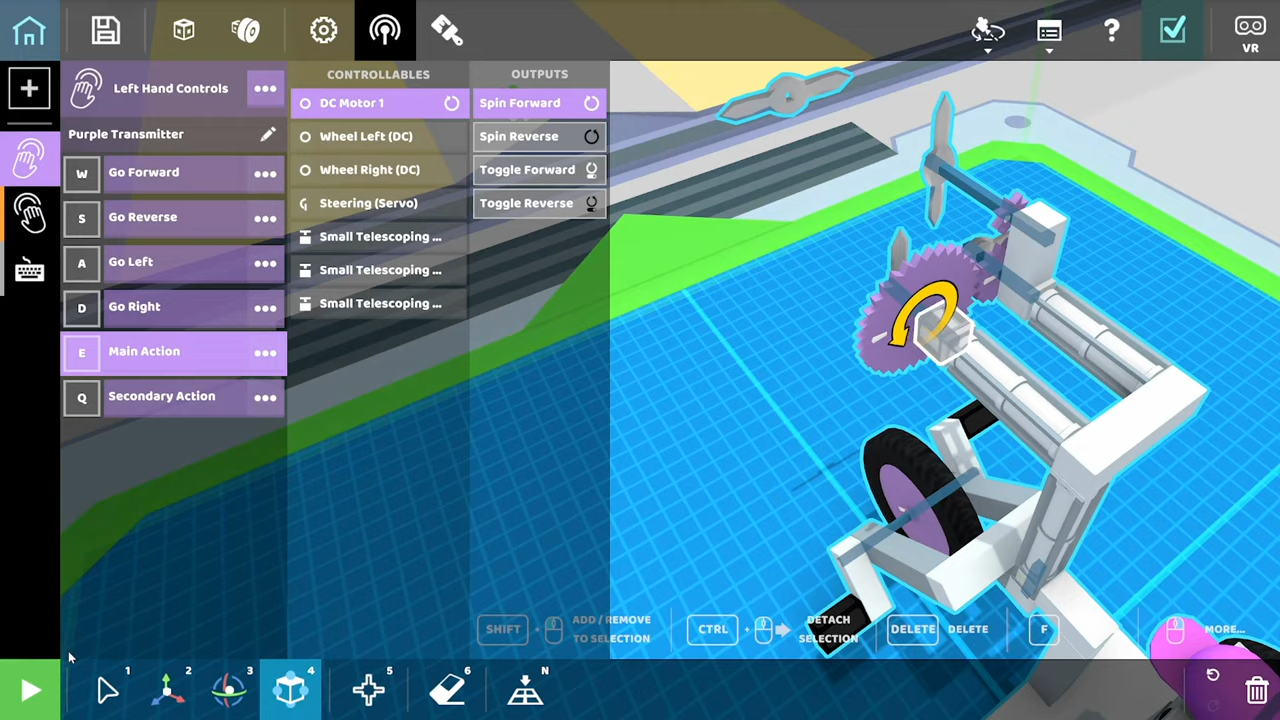 VR
Left Hand Controls
Purple Transmitter
W Go Forward
S Go Reverse
A Go Left
D Go Right
E Main Action
Q Secondary Action
CONTROLLABLES
DC Motor 1
Wheel Left (DC)
Wheel Right (DC)
Steering (Servo)
Small Telescoping ...
Small Telescoping ...
Small Telescoping ...
OUTPUTS
Spin Forward
Spin Reverse
Toggle Forward
Toggle Reverse
SHIFT + ADD / REMOVE
TO SELECTION
CTRL + DETACH
SELECTION
DELETE DELETE
F
MORE...
1 2 3 4 5 6 N